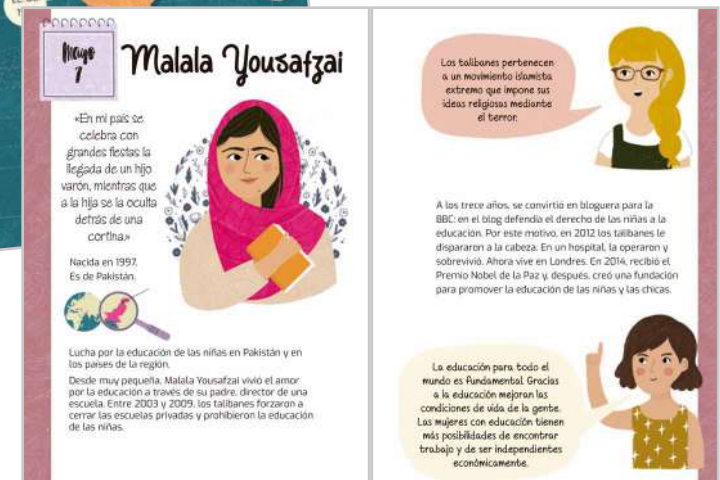 Mayo
7
Malala Yousafzai
«En mi país se
celebra con
grandes fiestas la
llegada de un hijo
varón, mientras que
a la hija se la oculta
detrás de una
cortina.»
Nacida en 1997.
Es de Pakistán.
Lucha por la educación de las niñas en Pakistán y en
los países de la región.
Desde muy pequeña, Malala Yousafzai vivió el amor
por la educación a través de su padre, director de una
escuela. Entre 2003 y 2009, los talibanes forzaron a
cerrar las escuelas privadas y prohibieron la educación
de las niñas.
Los talibanes pertenecen
a un movimiento islamista
extremo que impone sus
ideas religiosas mediante
el terror.
A los trece años, se convirtió en bloguera para la
BBC: en el blog defendía el derecho de las niñas a la
educación. Por este motivo, en 2012 los talibanes le
dispararon a la cabeza. En un hospital, la operaron y
sobrevivió. Ahora vive en Londres. En 2014, recibió el
Premio Nobel de la Paz y, después, creó una fundación
para promover la educación de las niñas y las chicas.
La educación para todo el
mundo es fundamental. Gracias
a la educación mejoran las
condiciones de vida de la gente.
Las mujeres con educación tienen
más posibilidades de encontrar
trabajo y de ser independientes
económicamente.